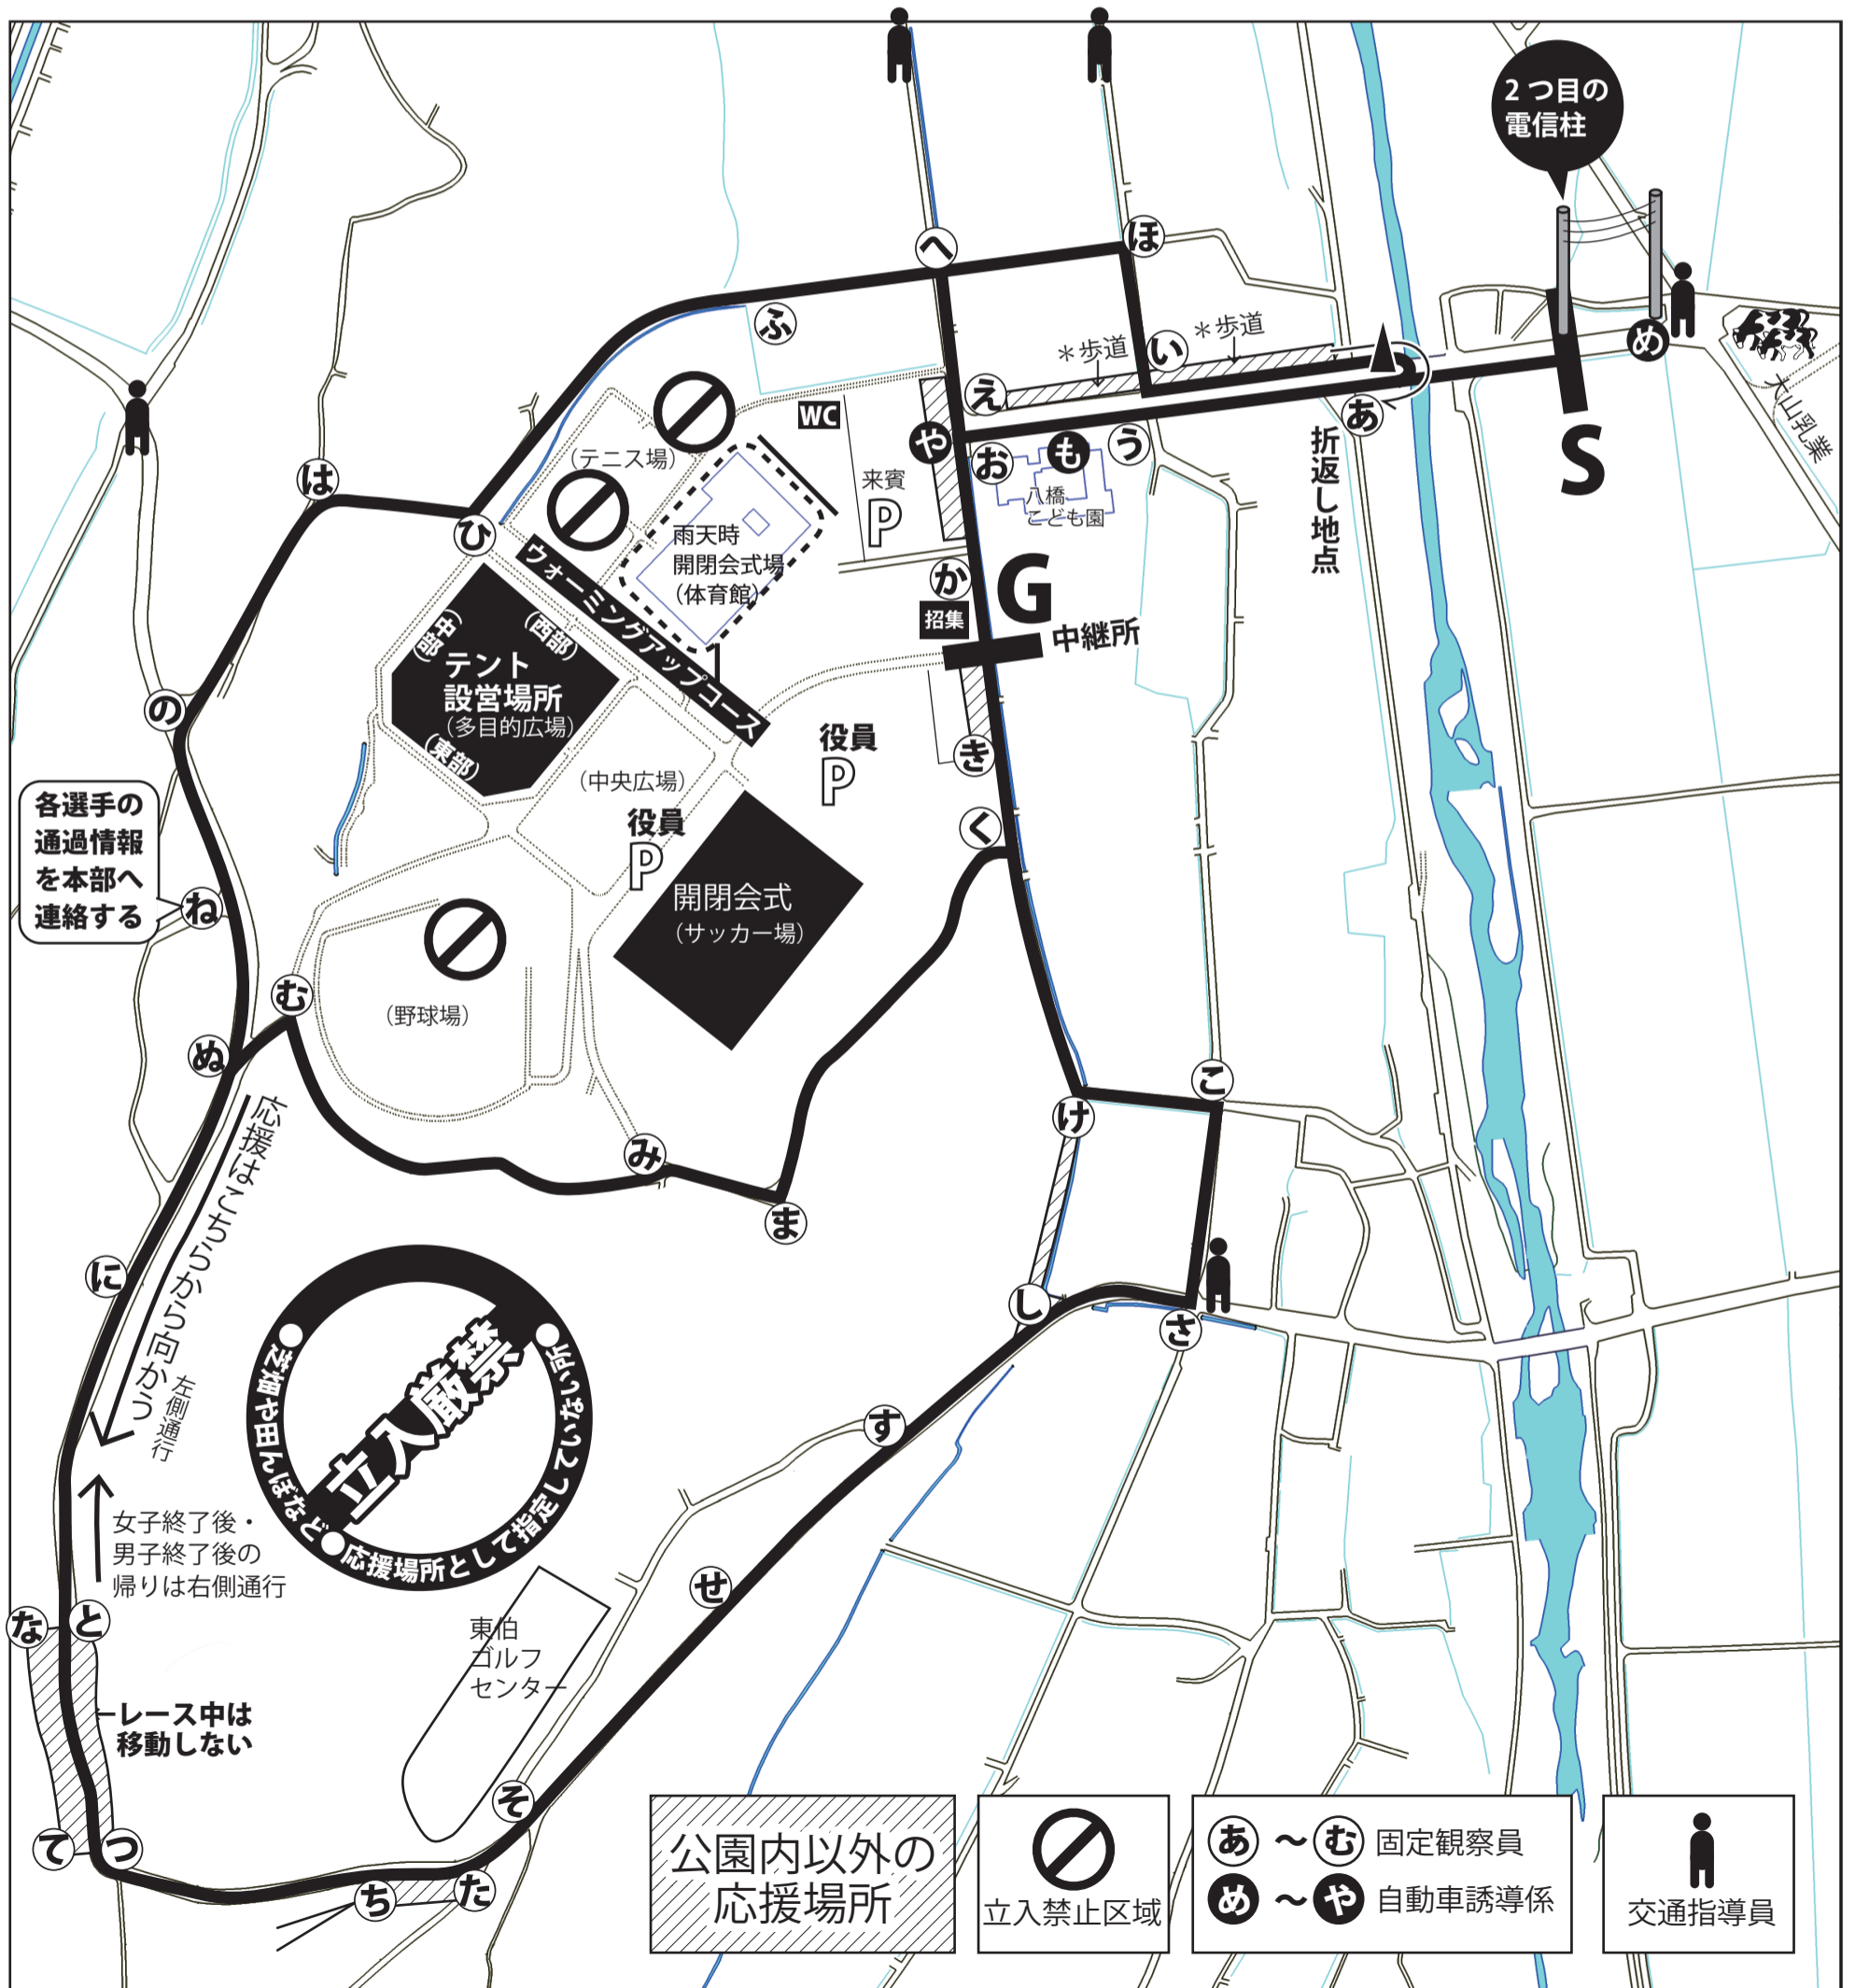 2つ目の
電信柱
へ
ほ
ふ
い
＊歩道
＊歩道
め
大山乳業
え
あ
WC
や
お
も
う
S
（テニス場）
来賓
P
八橋
こども園
折返し地点
は
ひ
雨天時
開閉会式場
（体育館）
ウォーミングアップコース
か
G
招集
中継所
（中部）
（西部）
テント
設営場所
（多目的広場）
（東部）
の
役員
P
き
（中央広場）
各選手の
通過情報
を本部へ
連絡する
役員
P
く
ね
開閉会式
（サッカー場）
む
（野球場）
ぬ
こ
け
み
ま
応援はこちらから向かう
左側通行
に
し
さ
立入厳禁
芝畑や田んぼなど
応援場所として指定していない所
す
女子終了後・
男子終了後の
帰りは右側通行
せ
な
と
東伯
ゴルフ
センター
レース中は
移動しない
そ
て
つ
ち
た
公園内以外の
応援場所
立入禁止区域
あ～む 固定観察員
め～や 自動車誘導係
交通指導員